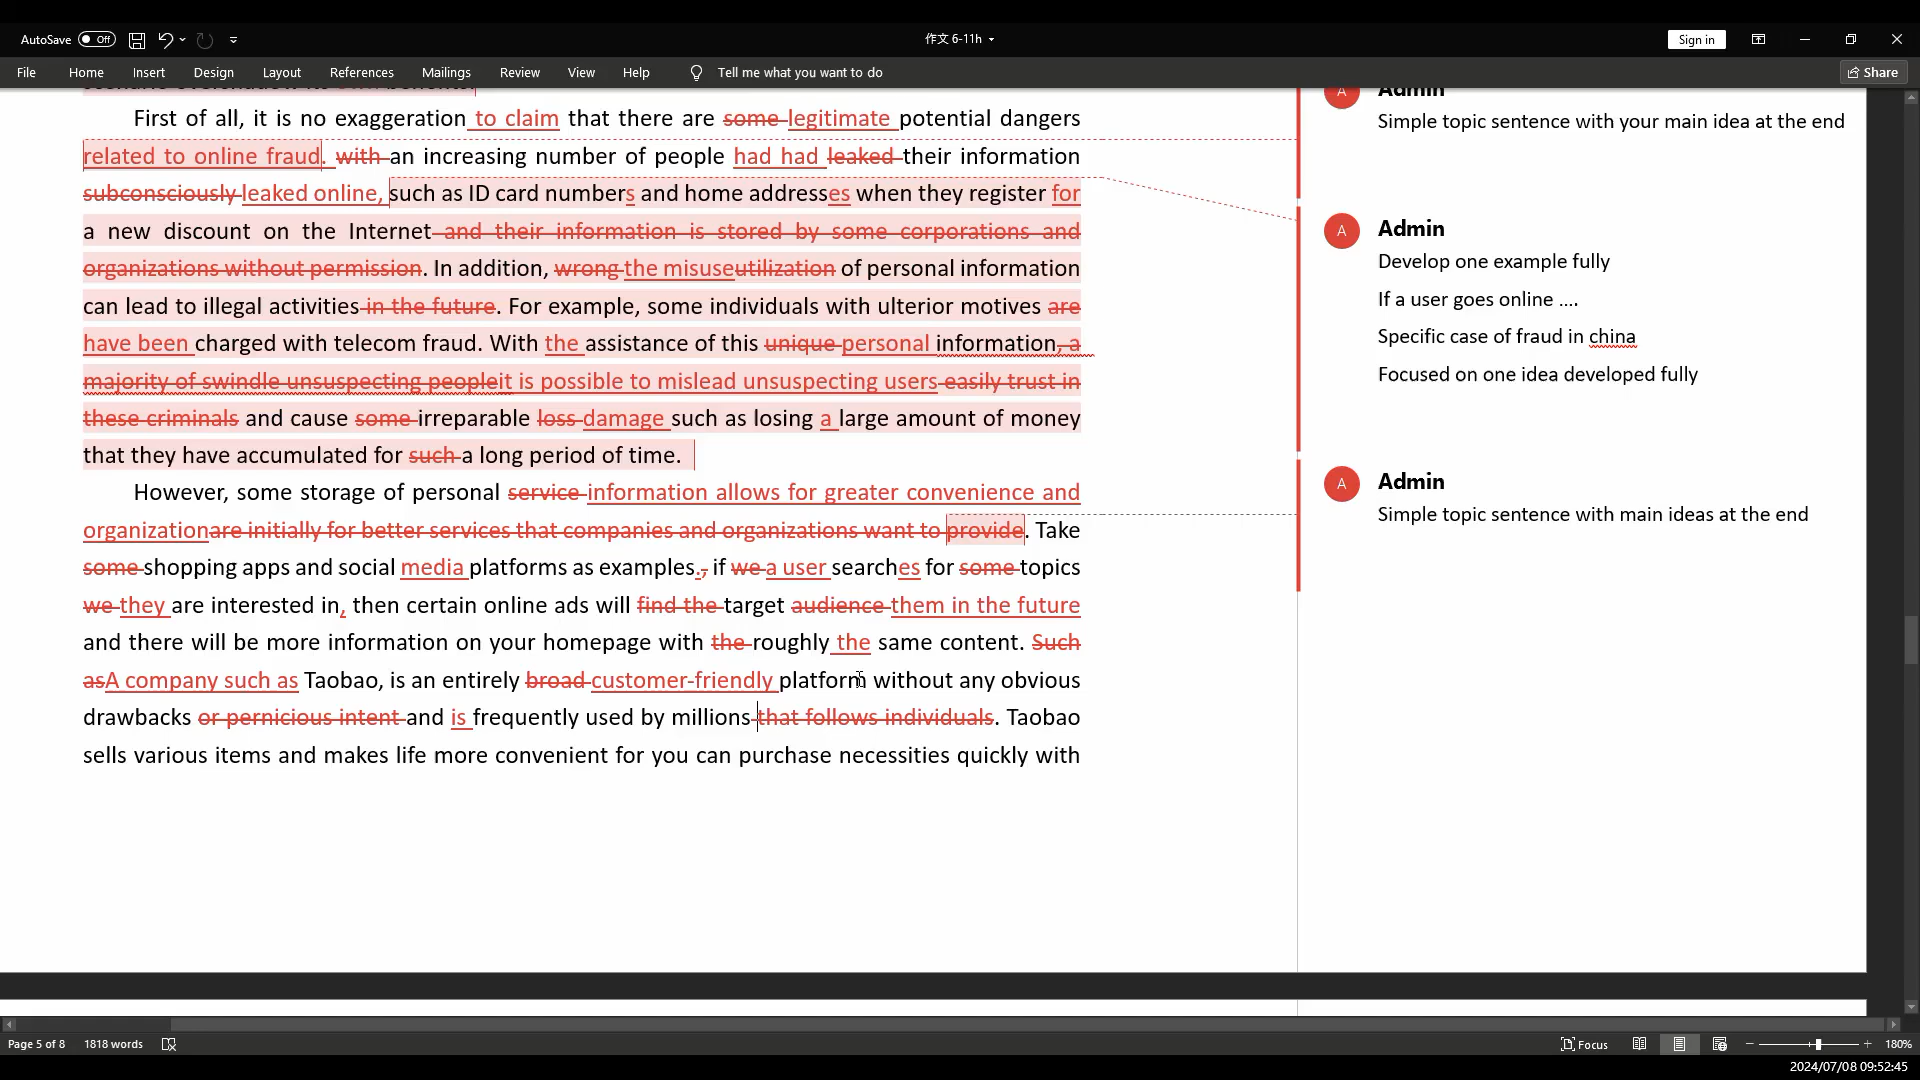 AutoSave Off 作文 6-11h Sign in
File Home Insert Design Layout References Mailings Review View Help Tell me what you want to do Share
First of all, it is no exaggeration to claim that there are some legitimate potential dangers
related to online fraud. with an increasing number of people had had leaked their information
subconsciously leaked online, such as ID card numbers and home addresses when they register for
a new discount on the Internet and their information is stored by some corporations and
organizations without permission. In addition, wrong the misuseutilization of personal information
can lead to illegal activities in the future. For example, some individuals with ulterior motives are
have been charged with telecom fraud. With the assistance of this unique personal information, a
majority of swindle unsuspecting peopleit is possible to mislead unsuspecting users easily trust in
these criminals and cause some irreparable loss damage such as losing a large amount of money
that they have accumulated for such a long period of time.
However, some storage of personal service information allows for greater convenience and
organizationare initially for better services that companies and organizations want to provide. Take
some shopping apps and social media platforms as examples., if we a user searches for some topics
we they are interested in, then certain online ads will find the target audience them in the future
and there will be more information on your homepage with the roughly the same content. Such
asA company such as Taobao, is an entirely broad customer-friendly platform without any obvious
drawbacks or pernicious intent and is frequently used by millions that follows individuals. Taobao
sells various items and makes life more convenient for you can purchase necessities quickly with
A Admin
Simple topic sentence with your main idea at the end
A Admin
Develop one example fully
If a user goes online ....
Specific case of fraud in china
Focused on one idea developed fully
A Admin
Simple topic sentence with main ideas at the end
Page 5 of 8 1818 words Focus 180%
2024/07/08 09:52:45